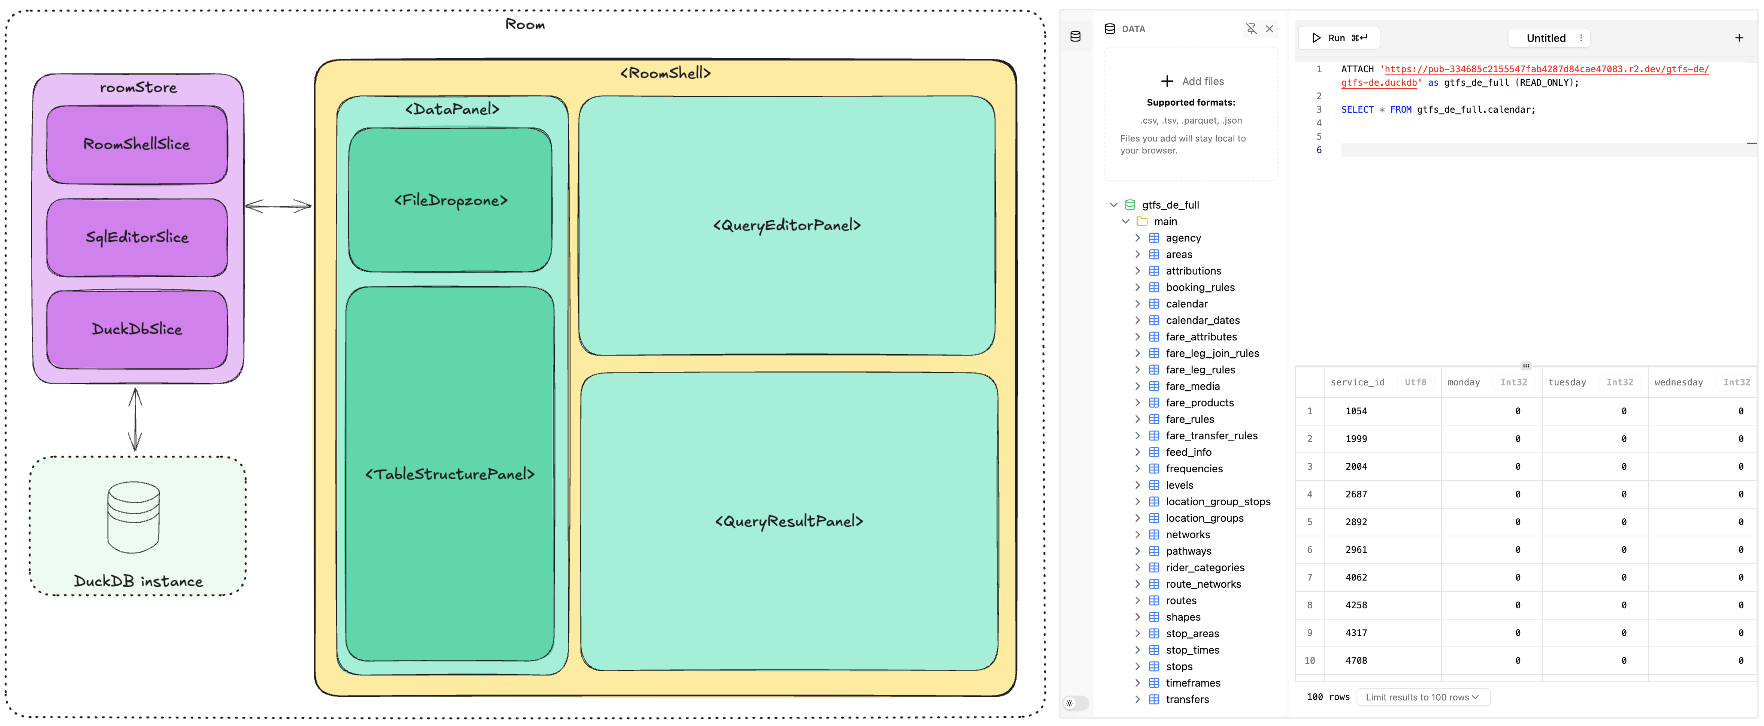 Room
roomStore
RoomShellSlice
SqlEditorSlice
DuckDbSlice
DuckDB instance
<RoomShell>
<DataPanel>
<FileDropzone>
<TableStructurePanel>
<QueryEditorPanel>
<QueryResultPanel>
DATA
Add files
Supported formats:
.csv, .tsv, .parquet, .json
Files you add will stay local to
your browser.
gtfs_de_full
main
agency
areas
attributions
booking_rules
calendar
calendar_dates
fare_attributes
fare_leg_join_rules
fare_leg_rules
fare_media
fare_products
fare_rules
fare_transfer_rules
feed_info
frequencies
levels
location_group_stops
location_groups
networks
pathways
rider_categories
route_networks
routes
shapes
stop_areas
stop_times
stops
timeframes
transfers
Run ⌘↵
Untitled
1 ATTACH 'https://pub-334685c2155547fab4287d84cae47083.r2.dev/gtfs-de/
gtfs-de.duckdb' as gtfs_de_full (READ_ONLY);
2
3 SELECT * FROM gtfs_de_full.calendar;
4
5
6
service_id Utf8 monday Int32 tuesday Int32 wednesday Int32
1 1054 0 0 0
2 1999 0 0 0
3 2004 0 0 0
4 2687 0 0 0
5 2892 0 0 0
6 2961 0 0 0
7 4062 0 0 0
8 4258 0 0 0
9 4317 0 0 0
10 4708 0 0 0
100 rows Limit results to 100 rows